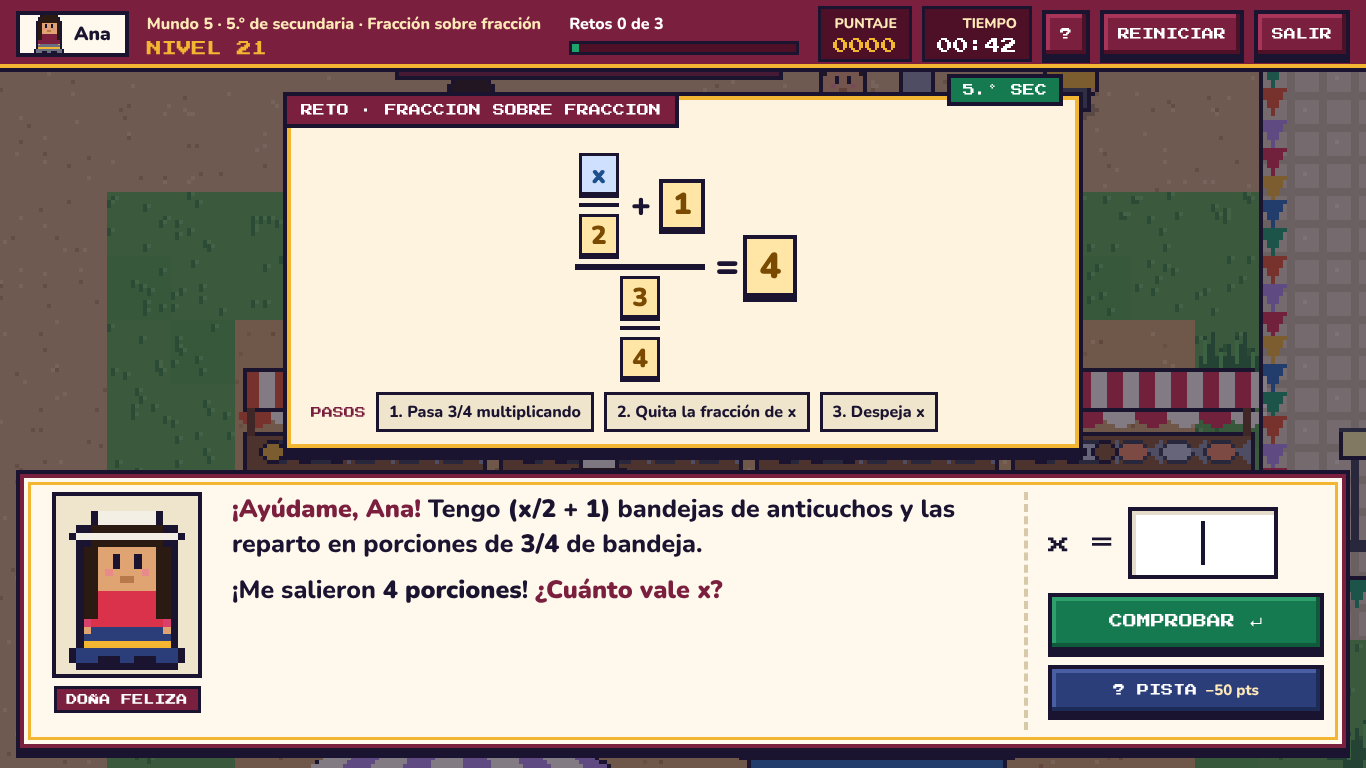 Ana
Mundo 5 · 5.º de secundaria · Fracción sobre fracción
NIVEL 21
Retos 0 de 3
PUNTAJE
0000
TIEMPO
00:42
?
REINICIAR
SALIR
RETO · FRACCION SOBRE FRACCION
5.° SEC
x
2
+ 1
= 4
3
4
PASOS
1. Pasa 3/4 multiplicando
2. Quita la fracción de x
3. Despeja x
¡Ayúdame, Ana! Tengo (x/2 + 1) bandejas de anticuchos y las
reparto en porciones de 3/4 de bandeja.
¡Me salieron 4 porciones! ¿Cuánto vale x?
DOÑA FELIZA
x =
COMPROBAR ↵
? PISTA −50 pts